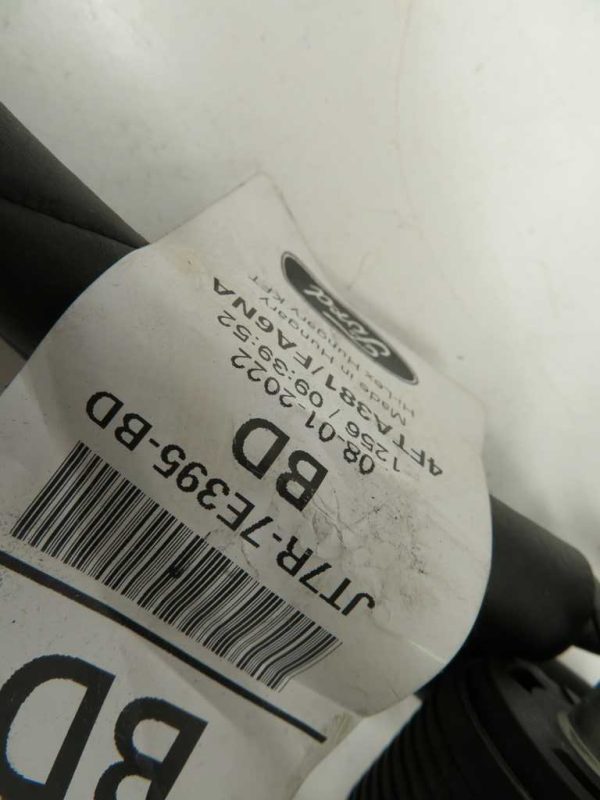 Ford
Hi-Lex Hungary KFT
Made in Hungary
4FTA381/FA6NA
1256 / 09:39:52
08-01-2022
BD
JT7R-7E395-BD
BD